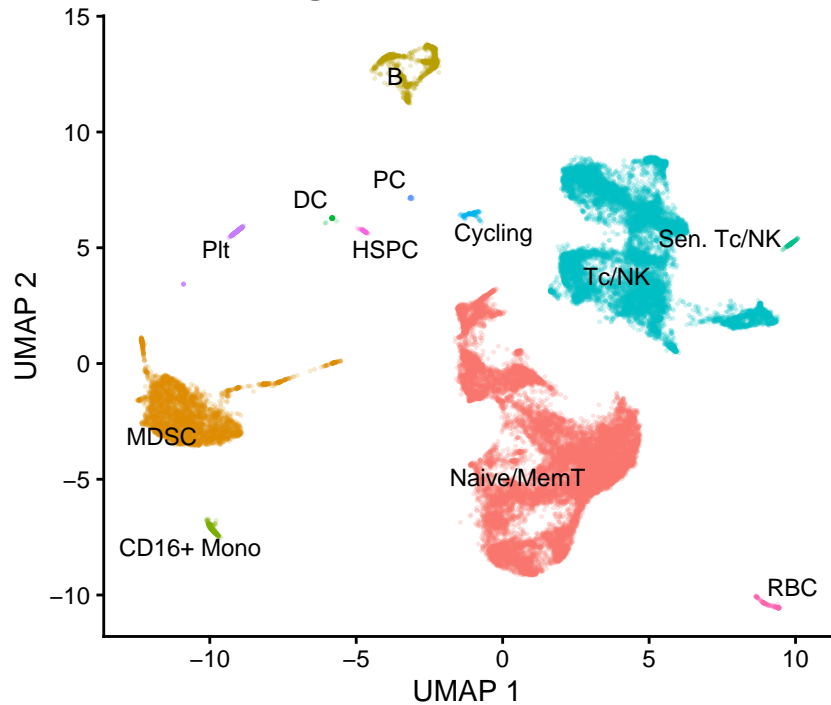 15
B
10
PC
DC
Cycling
Sen. Tc/NK
Plt
HSPC
5
Tc/NK
UMAP 2
0
MDSC
Naive/MemT
−5
CD16+ Mono
RBC
−10
−10 −5 0 5 10
UMAP 1